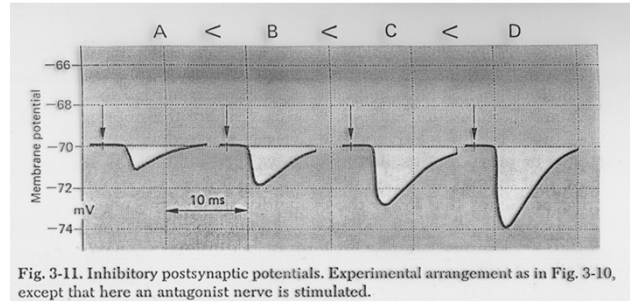 A < B < C < D
−66
−68
−70
−72
−74
mV
Membrane potential
10 ms
Fig. 3-11. Inhibitory postsynaptic potentials. Experimental arrangement as in Fig. 3-10,
except that here an antagonist nerve is stimulated.